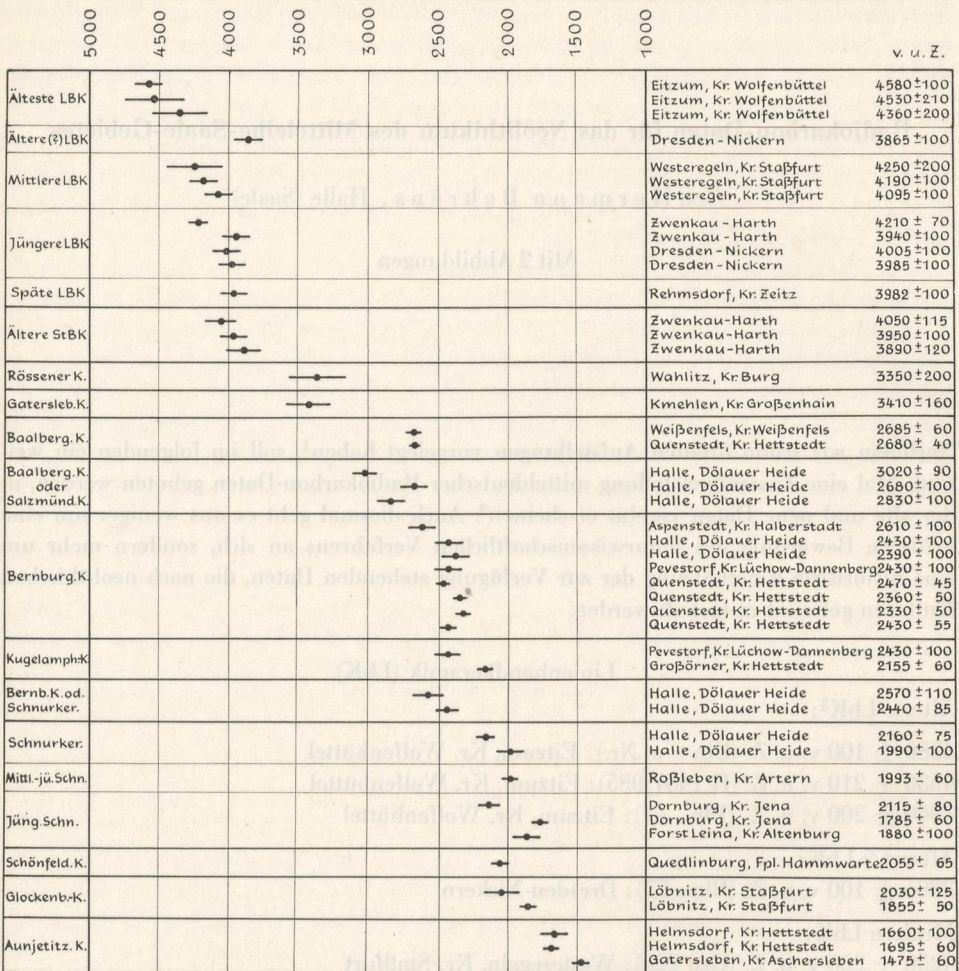 5000 4500 4000 3500 3000 2500 2000 1500 1000 v. u. Z.
Älteste LBK
Eitzum, Kr. Wolfenbüttel 4580 ± 100
Eitzum, Kr. Wolfenbüttel 4530 ± 210
Eitzum, Kr. Wolfenbüttel 4360 ± 200
Ältere (?) LBK
Dresden - Nickern 3865 ± 100
Mittlere LBK
Westeregeln, Kr. Staßfurt 4250 ± 200
Westeregeln, Kr. Staßfurt 4190 ± 100
Westeregeln, Kr. Staßfurt 4095 ± 100
Jüngere LBK
Zwenkau - Harth 4210 ± 70
Zwenkau - Harth 3940 ± 100
Dresden - Nickern 4005 ± 100
Dresden - Nickern 3985 ± 100
Späte LBK
Rehmsdorf, Kr. Zeitz 3982 ± 100
Ältere StBK
Zwenkau-Harth 4050 ± 115
Zwenkau-Harth 3950 ± 100
Zwenkau-Harth 3890 ± 120
Rössener K.
Wahlitz, Kr. Burg 3350 ± 200
Gatersleb. K.
Kmehlen, Kr. Großenhain 3410 ± 160
Baalberg. K.
Weißenfels, Kr. Weißenfels 2685 ± 60
Quenstedt, Kr. Hettstedt 2680 ± 40
Baalberg. K.
oder
Salzmünd. K.
Halle, Dölauer Heide 3020 ± 90
Halle, Dölauer Heide 2680 ± 100
Halle, Dölauer Heide 2830 ± 100
Bernburg. K.
Aspenstedt, Kr. Halberstadt 2610 ± 100
Halle, Dölauer Heide 2430 ± 100
Halle, Dölauer Heide 2390 ± 100
Pevestorf, Kr. Lüchow-Dannenberg 2430 ± 100
Quenstedt, Kr. Hettstedt 2470 ± 45
Quenstedt, Kr. Hettstedt 2360 ± 50
Quenstedt, Kr. Hettstedt 2330 ± 50
Quenstedt, Kr. Hettstedt 2430 ± 55
Kugelamph. K.
Pevestorf, Kr. Lüchow-Dannenberg 2430 ± 100
Großörner, Kr. Hettstedt 2155 ± 60
Bernb. K. od.
Schnurker.
Halle, Dölauer Heide 2570 ± 110
Halle, Dölauer Heide 2440 ± 85
Schnurker.
Halle, Dölauer Heide 2160 ± 75
Halle, Dölauer Heide 1990 ± 100
Mittl.-jü. Schn.
Roßleben, Kr. Artern 1993 ± 60
Jüng. Schn.
Dornburg, Kr. Jena 2115 ± 80
Dornburg, Kr. Jena 1785 ± 60
Forst Leina, Kr. Altenburg 1880 ± 100
Schönfeld. K.
Quedlinburg, Fpl. Hamwarte 2055 ± 65
Glockenb.-K.
Löbnitz, Kr. Staßfurt 2050 ± 125
Löbnitz, Kr. Staßfurt 1855 ± 50
Aunjetitz. K.
Helmsdorf, Kr. Hettstedt 1660 ± 100
Helmsdorf, Kr. Hettstedt 1695 ± 60
Gatersleben, Kr. Aschersleben 1475 ± 60